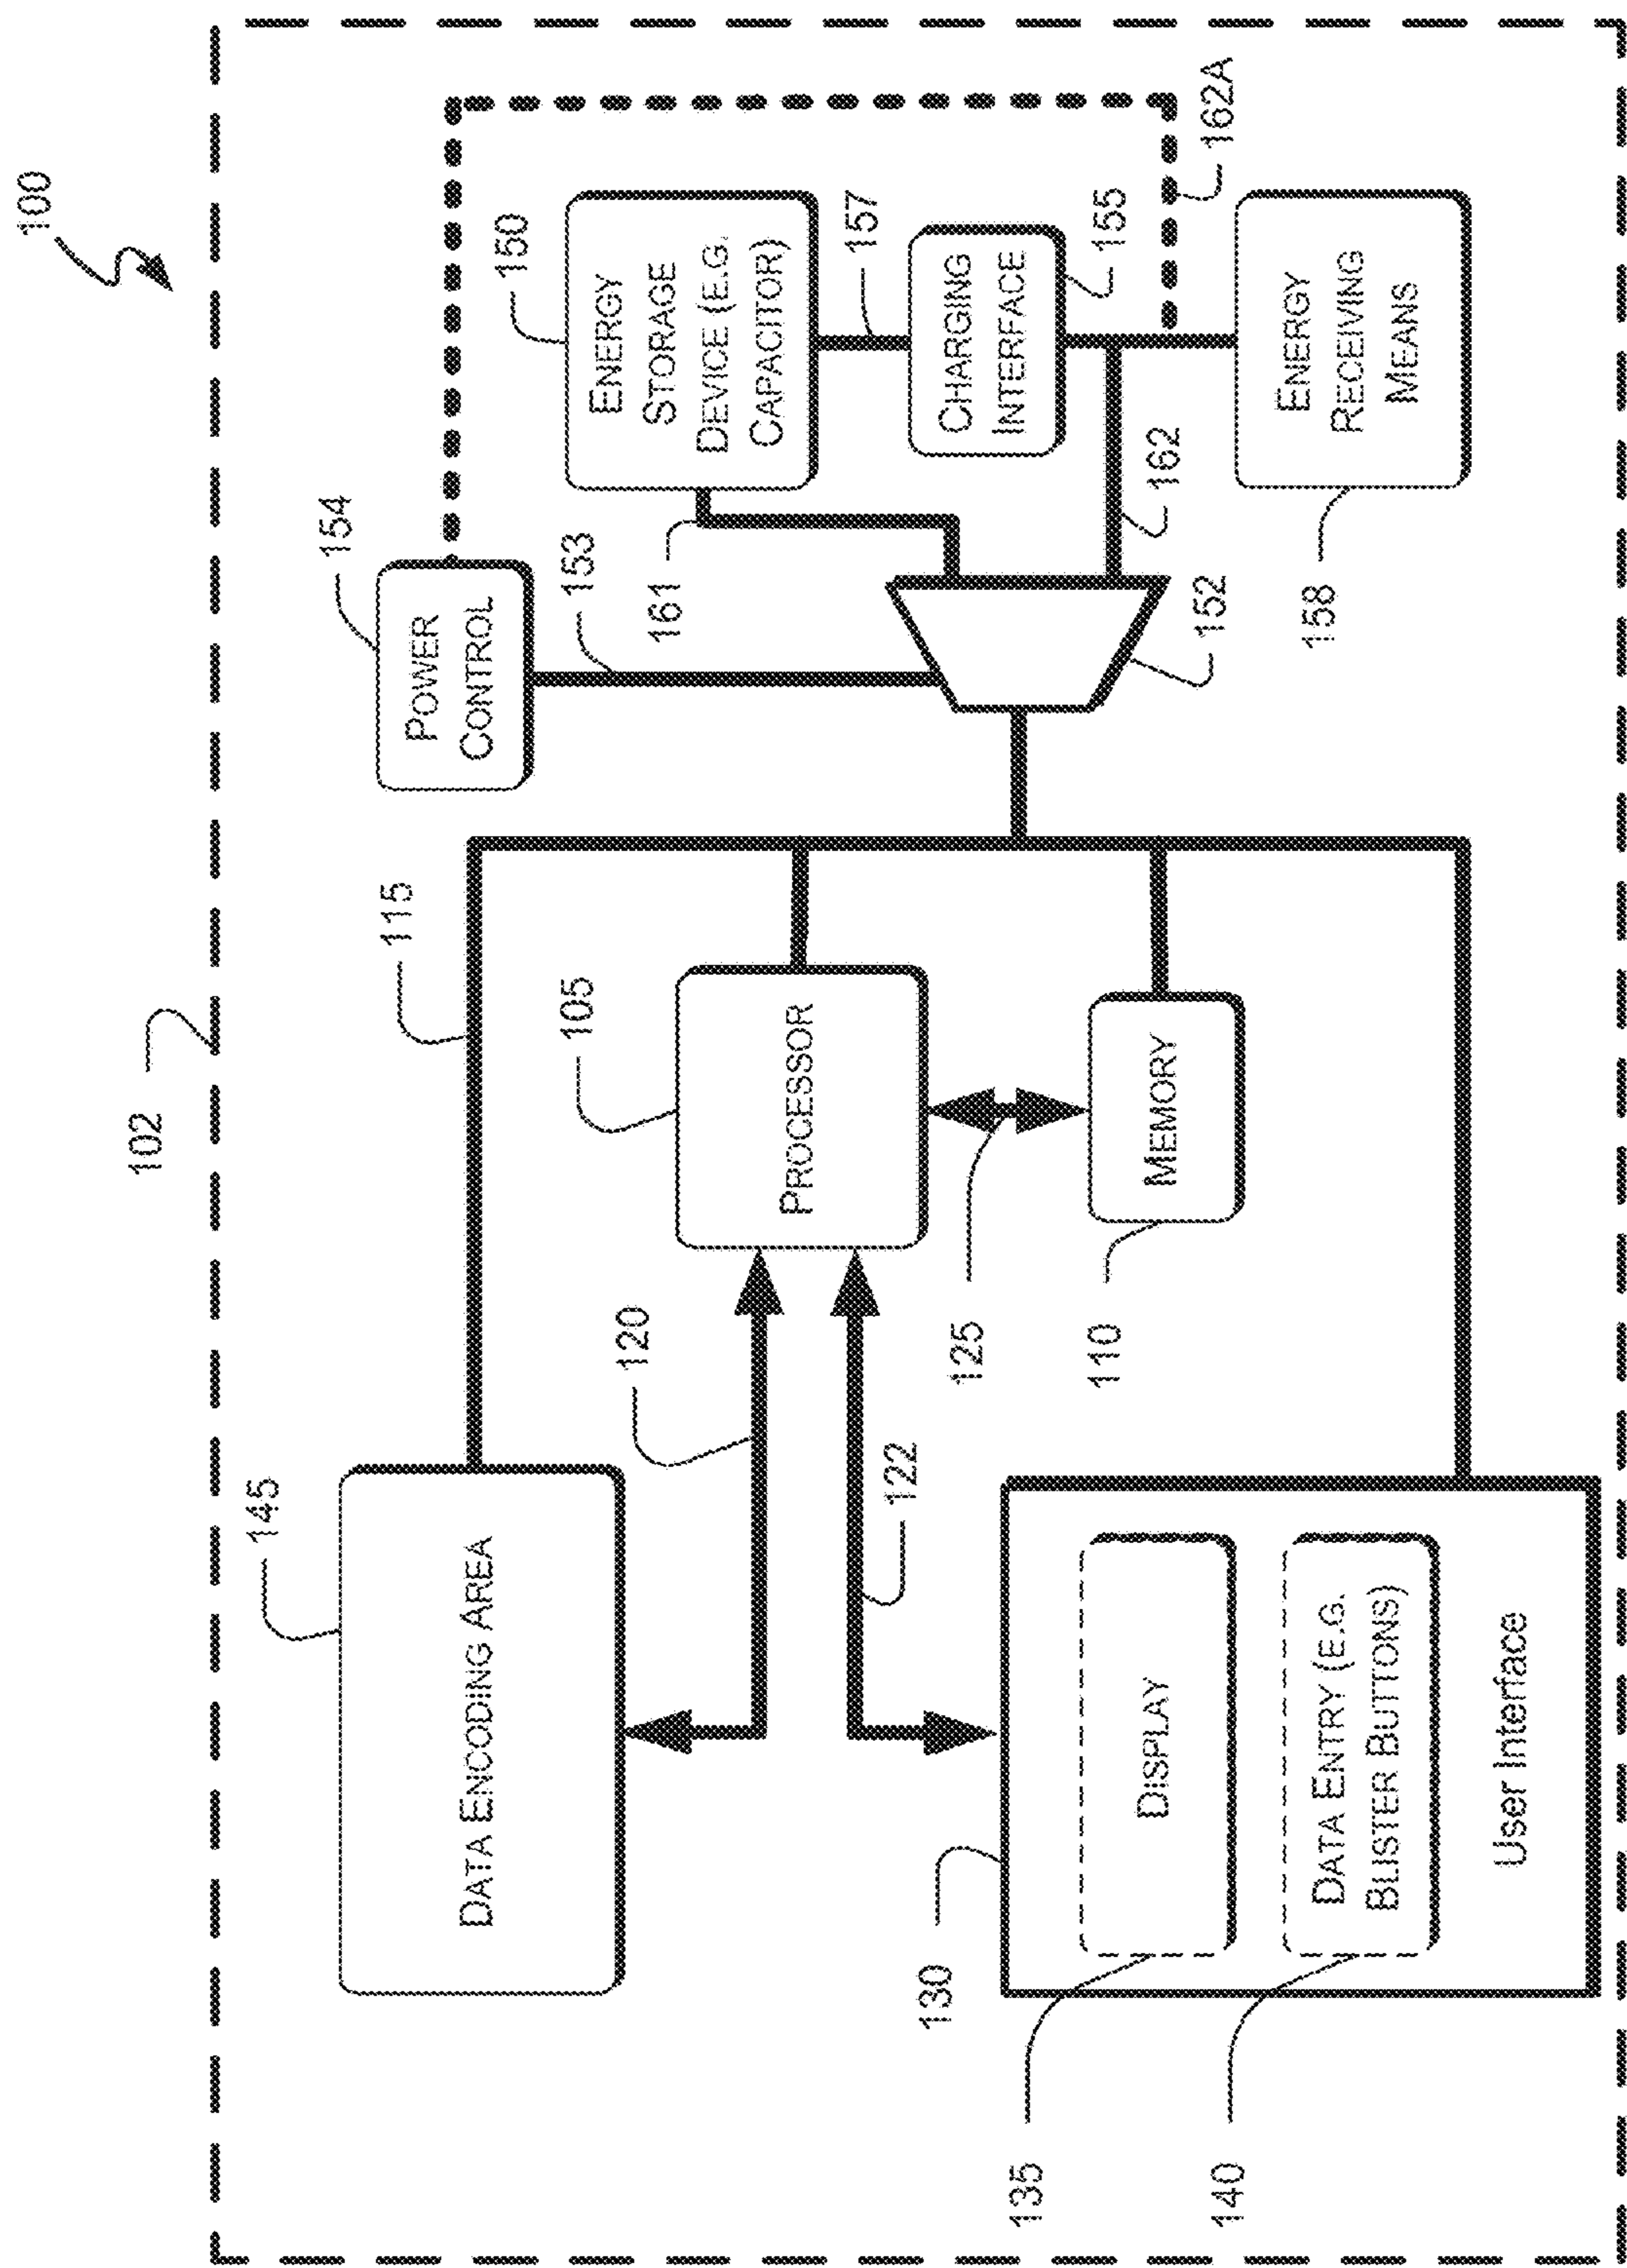 100
102
145
DATA ENCODING AREA
115
120
122
105
PROCESSOR
125
110
MEMORY
130
135
DISPLAY
140
DATA ENTRY (E.G.
BLISTER BUTTONS)
User Interface
154
POWER
CONTROL
153
161
150
ENERGY
STORAGE
DEVICE (E.G.
CAPACITOR)
157
CHARGING
INTERFACE
155
162
162A
152
158
ENERGY
RECEIVING
MEANS